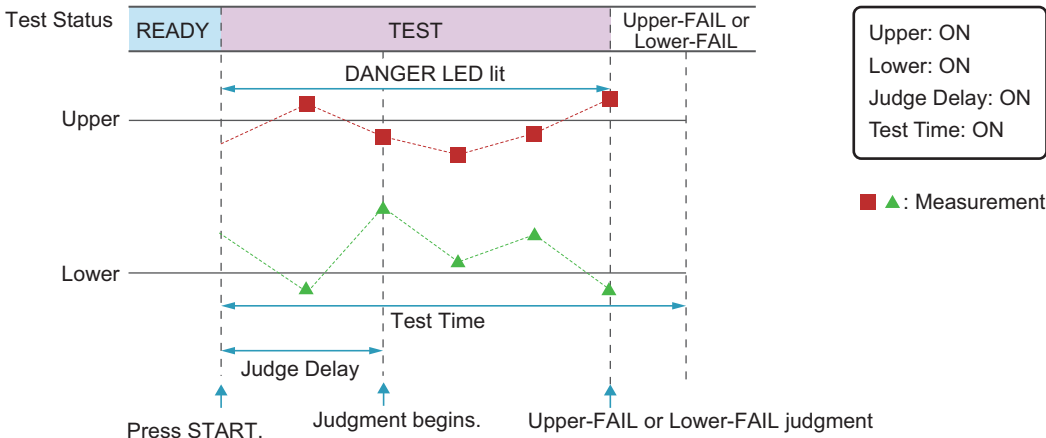 Test Status
READY
TEST
Upper-FAIL or
Lower-FAIL
DANGER LED lit
Upper
Lower
Test Time
Judge Delay
Press START.
Judgment begins.
Upper-FAIL or Lower-FAIL judgment
Upper: ON
Lower: ON
Judge Delay: ON
Test Time: ON
: Measurement